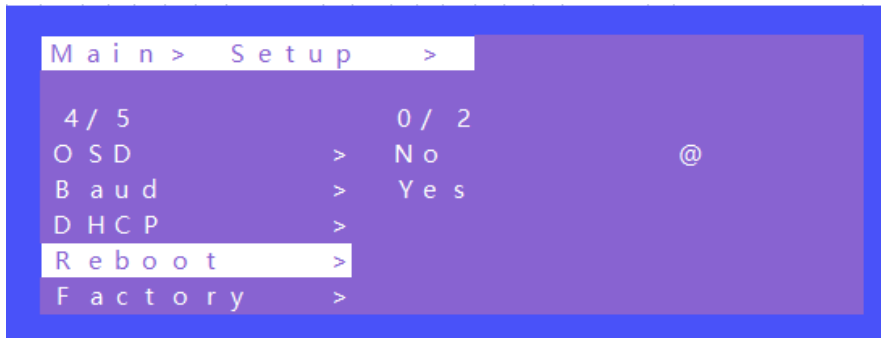 Main> Setup >
4/ 5 0/ 2
OSD > No @
Baud > Yes
DHCP >
Reboot >
Factory >